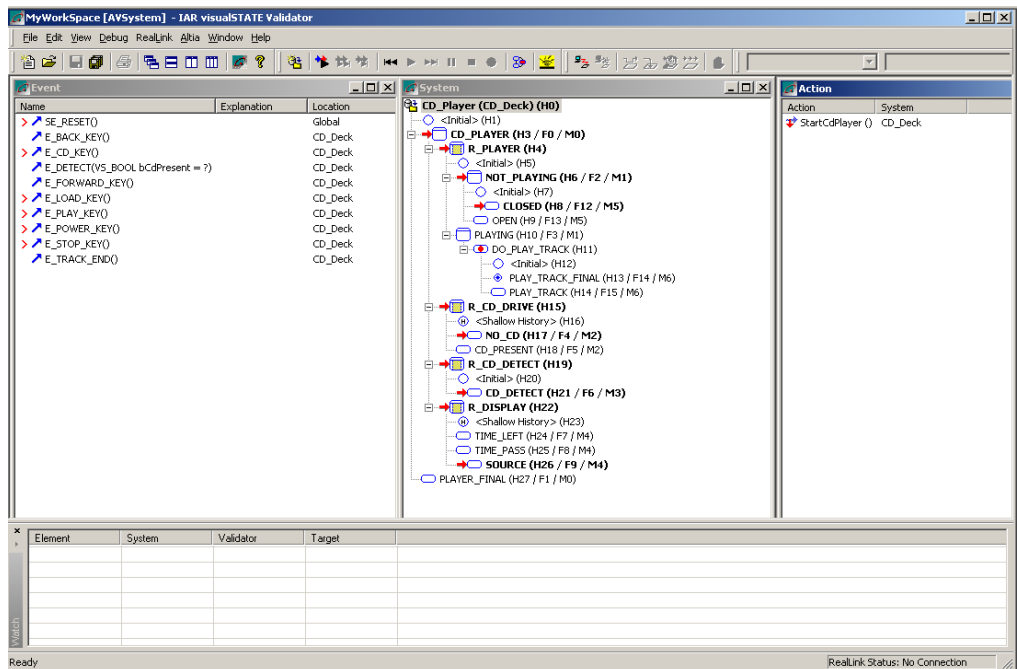 MyWorkSpace [AVSystem] - IAR visualSTATE Validator
File Edit View Debug RealLink Altia Window Help
Event
Name Explanation Location
SE_RESET() Global
E_BACK_KEY() CD_Deck
E_CD_KEY() CD_Deck
E_DETECT(VS_BOOL bCdPresent = ?) CD_Deck
E_FORWARD_KEY() CD_Deck
E_LOAD_KEY() CD_Deck
E_PLAY_KEY() CD_Deck
E_POWER_KEY() CD_Deck
E_STOP_KEY() CD_Deck
E_TRACK_END() CD_Deck
System
CD_Player (CD_Deck) (H0)
<Initial> (H1)
CD_PLAYER (H3 / F0 / M0)
R_PLAYER (H4)
<Initial> (H5)
NOT_PLAYING (H6 / F2 / M1)
<Initial> (H7)
CLOSED (H8 / F12 / M5)
OPEN (H9 / F13 / M5)
PLAYING (H10 / F3 / M1)
DO_PLAY_TRACK (H11)
<Initial> (H12)
PLAY_TRACK_FINAL (H13 / F14 / M6)
PLAY_TRACK (H14 / F15 / M6)
R_CD_DRIVE (H15)
<Shallow History> (H16)
NO_CD (H17 / F4 / M2)
CD_PRESENT (H18 / F5 / M2)
R_CD_DETECT (H19)
<Initial> (H20)
CD_DETECT (H21 / F6 / M3)
R_DISPLAY (H22)
<Shallow History> (H23)
TIME_LEFT (H24 / F7 / M4)
TIME_PASS (H25 / F8 / M4)
SOURCE (H26 / F9 / M4)
PLAYER_FINAL (H27 / F1 / M0)
Action
Action System
StartCdPlayer () CD_Deck
Element System Validator Target
Watch
Ready RealLink Status: No Connection